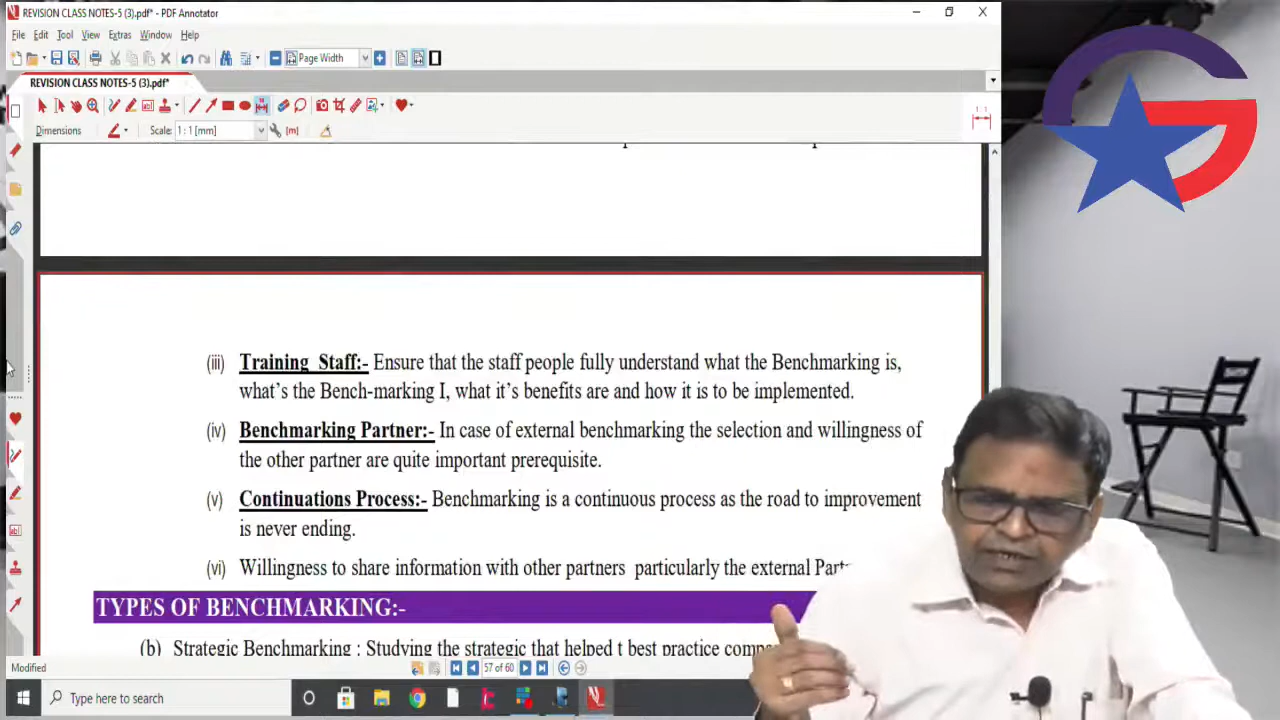 REVISION CLASS NOTES-5 (3).pdf* - PDF Annotator
File Edit Tool View Extras Window Help
Page Width
REVISION CLASS NOTES-5 (3).pdf*
Dimensions Scale: 1 : 1 [mm] (m)
1:1
(iii) Training Staff:- Ensure that the staff people fully understand what the Benchmarking is,
what’s the Bench-marking I, what it’s benefits are and how it is to be implemented.
(iv) Benchmarking Partner:- In case of external benchmarking the selection and willingness of
the other partner are quite important prerequisite.
(v) Continuations Process:- Benchmarking is a continuous process as the road to improvement
is never ending.
(vi) Willingness to share information with other partners particularly the external
TYPES OF BENCHMARKING:-
(b) Strategic Benchmarking : Studying the strategic that helped t best practice
Modified 57 of 60
Type here to search